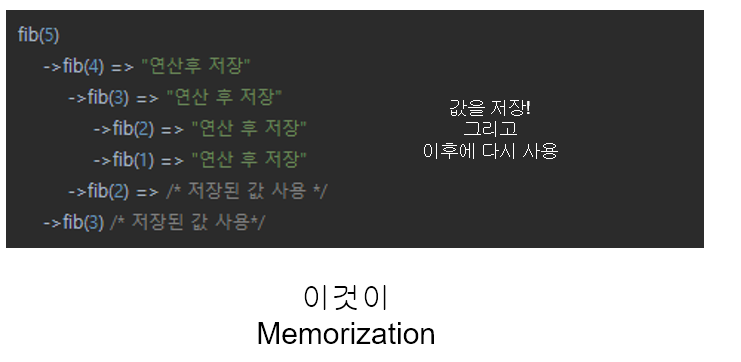 fib(5)
->fib(4) => "연산후 저장"
->fib(3) => "연산 후 저장"
->fib(2) => "연산 후 저장"
->fib(1) => "연산 후 저장"
->fib(2) => /* 저장된 값 사용 */
->fib(3) /* 저장된 값 사용*/
값을 저장!
그리고
이후에 다시 사용
이것이
Memorization